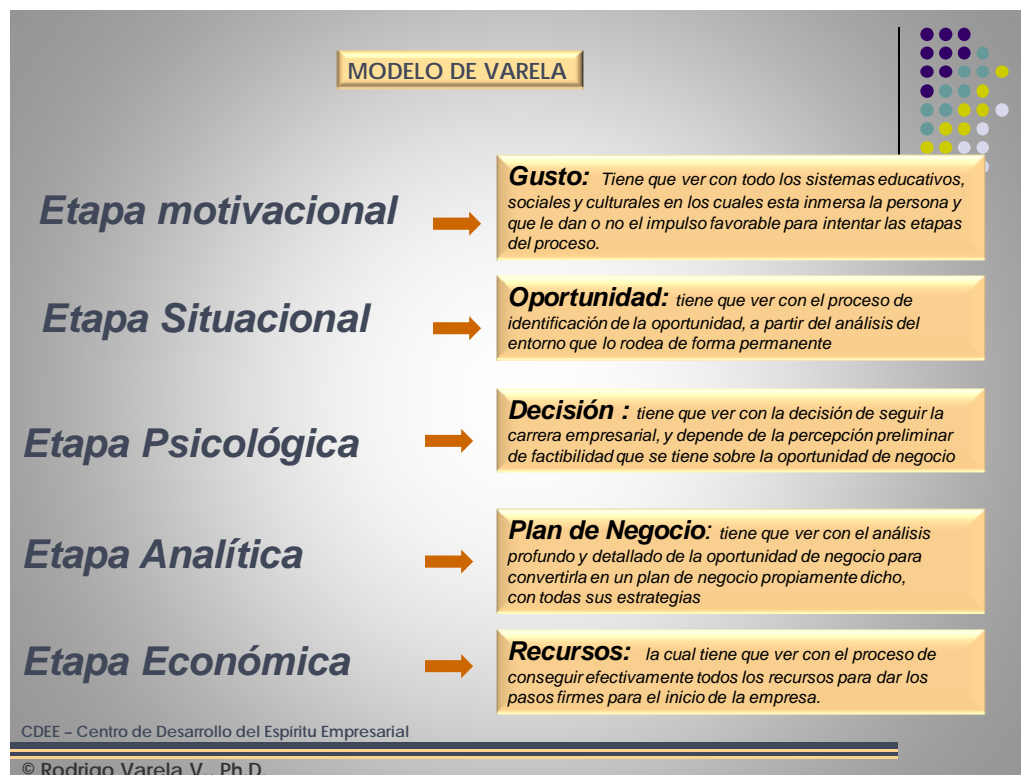 MODELO DE VARELA
Etapa motivacional
Gusto: Tiene que ver con todo los sistemas educativos,
sociales y culturales en los cuales esta inmersa la persona y
que le dan o no el impulso favorable para intentar las etapas
del proceso.
Etapa Situacional
Oportunidad: tiene que ver con el proceso de
identificación de la oportunidad, a partir del análisis del
entorno que lo rodea de forma permanente
Etapa Psicológica
Decisión : tiene que ver con la decisión de seguir la
carrera empresarial, y depende de la percepción preliminar
de factibilidad que se tiene sobre la oportunidad de negocio
Etapa Analítica
Plan de Negocio: tiene que ver con el análisis
profundo y detallado de la oportunidad de negocio para
convertirla en un plan de negocio propiamente dicho,
con todas sus estrategias
Etapa Económica
Recursos: la cual tiene que ver con el proceso de
conseguir efectivamente todos los recursos para dar los
pasos firmes para el inicio de la empresa.
CDEE – Centro de Desarrollo del Espíritu Empresarial
© Rodrigo Varela V., Ph.D.